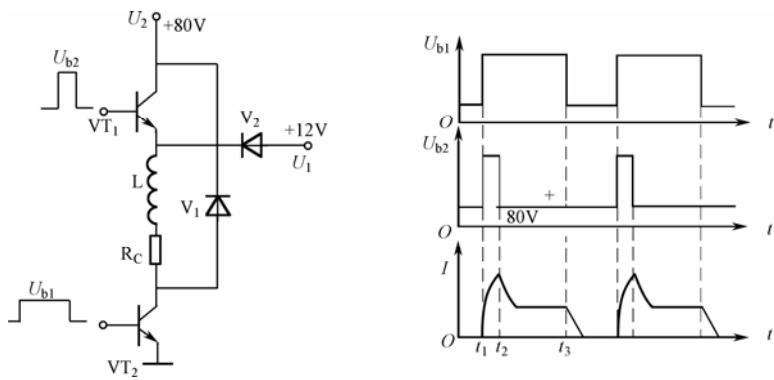 U2
+80V
Ub2
VT1
V2
+12V
U1
L
V1
RC
Ub1
VT2
Ub1
O
t
Ub2
+
80V
O
t
I
O
t1
t2
t3
t